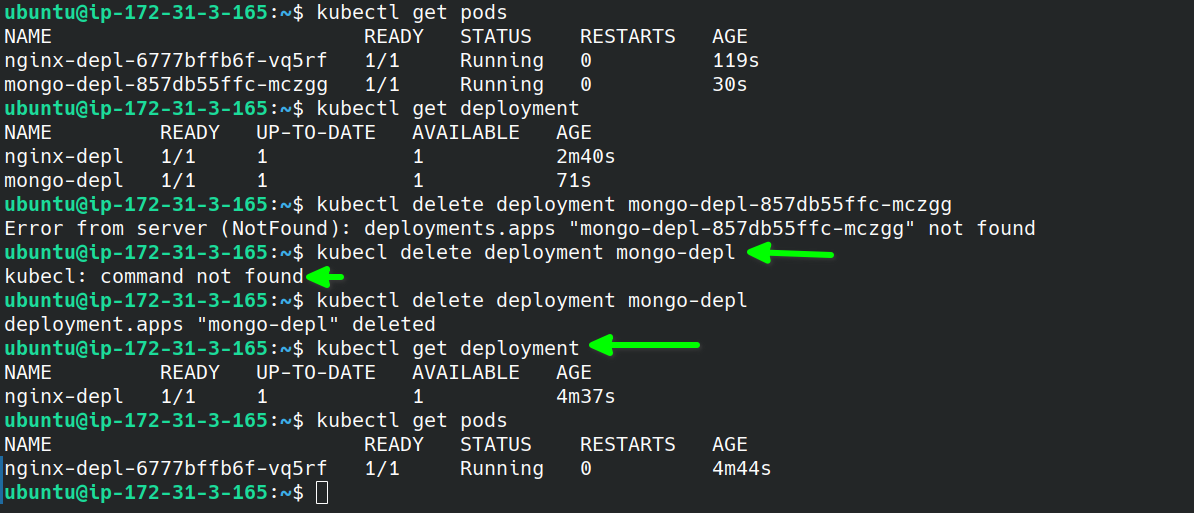 ubuntu@ip-172-31-3-165:~$ kubectl get pods
NAME                          READY   STATUS    RESTARTS   AGE
nginx-depl-6777bffb6f-vq5rf   1/1     Running   0          119s
mongo-depl-857db55ffc-mczgg   1/1     Running   0          30s
ubuntu@ip-172-31-3-165:~$ kubectl get deployment
NAME         READY   UP-TO-DATE   AVAILABLE   AGE
nginx-depl   1/1     1            1           2m40s
mongo-depl   1/1     1            1           71s
ubuntu@ip-172-31-3-165:~$ kubectl delete deployment mongo-depl-857db55ffc-mczgg
Error from server (NotFound): deployments.apps "mongo-depl-857db55ffc-mczgg" not found
ubuntu@ip-172-31-3-165:~$ kubecl delete deployment mongo-depl
kubecl: command not found
ubuntu@ip-172-31-3-165:~$ kubectl delete deployment mongo-depl
deployment.apps "mongo-depl" deleted
ubuntu@ip-172-31-3-165:~$ kubectl get deployment
NAME         READY   UP-TO-DATE   AVAILABLE   AGE
nginx-depl   1/1     1            1           4m37s
ubuntu@ip-172-31-3-165:~$ kubectl get pods
NAME                          READY   STATUS    RESTARTS   AGE
nginx-depl-6777bffb6f-vq5rf   1/1     Running   0          4m44s
ubuntu@ip-172-31-3-165:~$